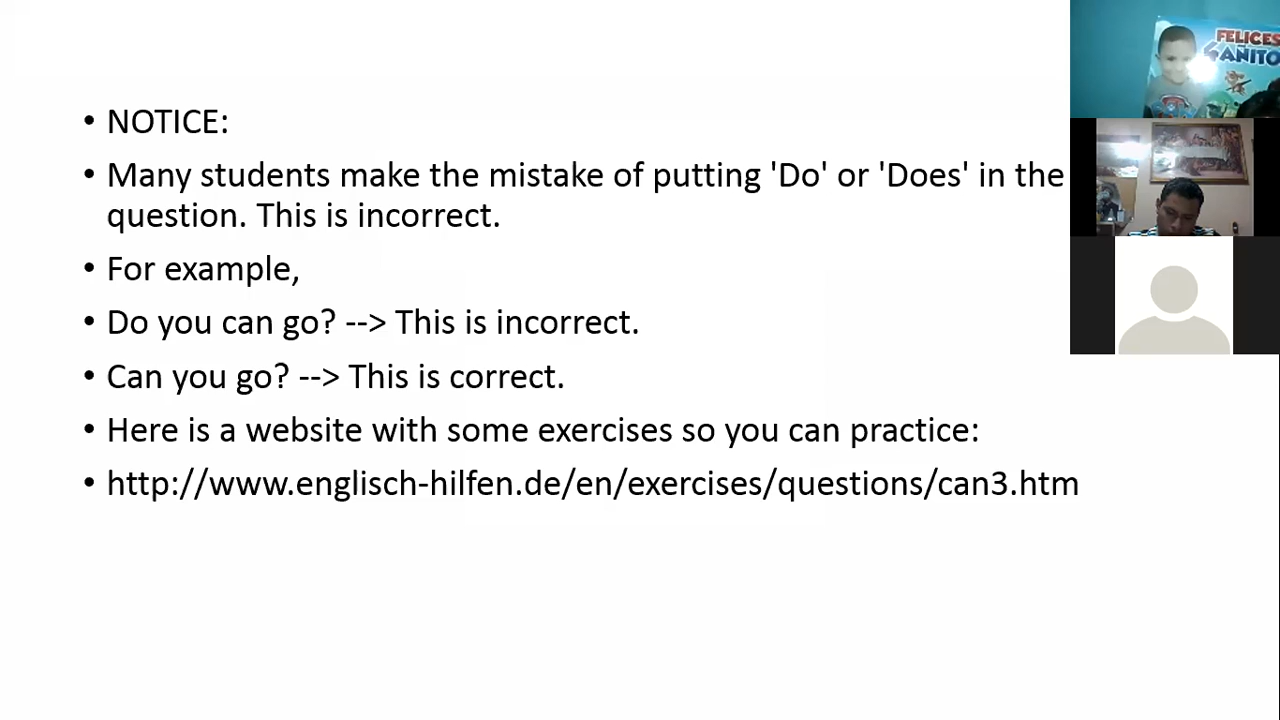 • NOTICE:
• Many students make the mistake of putting 'Do' or 'Does' in the
question. This is incorrect.
• For example,
• Do you can go? --> This is incorrect.
• Can you go? --> This is correct.
• Here is a website with some exercises so you can practice:
• http://www.englisch-hilfen.de/en/exercises/questions/can3.htm
FELICES
4 AÑITO